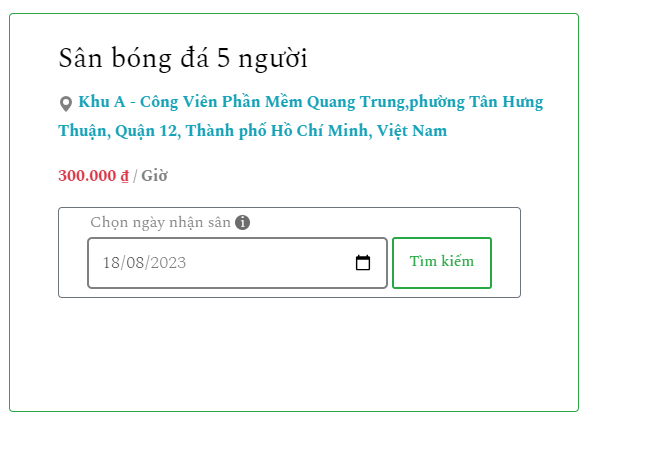 Sân bóng đá 5 người
Khu A - Công Viên Phần Mềm Quang Trung,phường Tân Hưng
Thuận, Quận 12, Thành phố Hồ Chí Minh, Việt Nam
300.000 ₫ / Giờ
Chọn ngày nhận sân
18/08/2023
Tìm kiếm